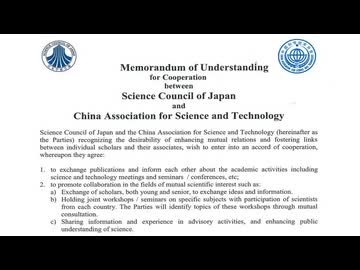 Memorandum of Understanding
for Cooperation
between
Science Council of Japan
and
China Association for Science and Technology
Science Council of Japan and the China Association for Science and Technology (hereinafter as
the Parties) recognizing the desirability of enhancing mutual relations and fostering links
between individual scholars and their associates, wish to enter into an accord of cooperation,
whereupon they agree:
1. to exchange publications and inform each other about the academic activities including
science and technology meetings and seminars / conferences, etc;
2. to promote collaboration in the fields of mutual scientific interest such as:
a) Exchange of scholars, both young and senior, to exchange ideas and information.
b) Holding joint workshops / seminars on specific subjects with participation of scientists
from each country. The Parties will identify topics of these workshops through mutual
consultation.
c) Sharing information and experience in advisory activities, and enhancing public
understanding of science.